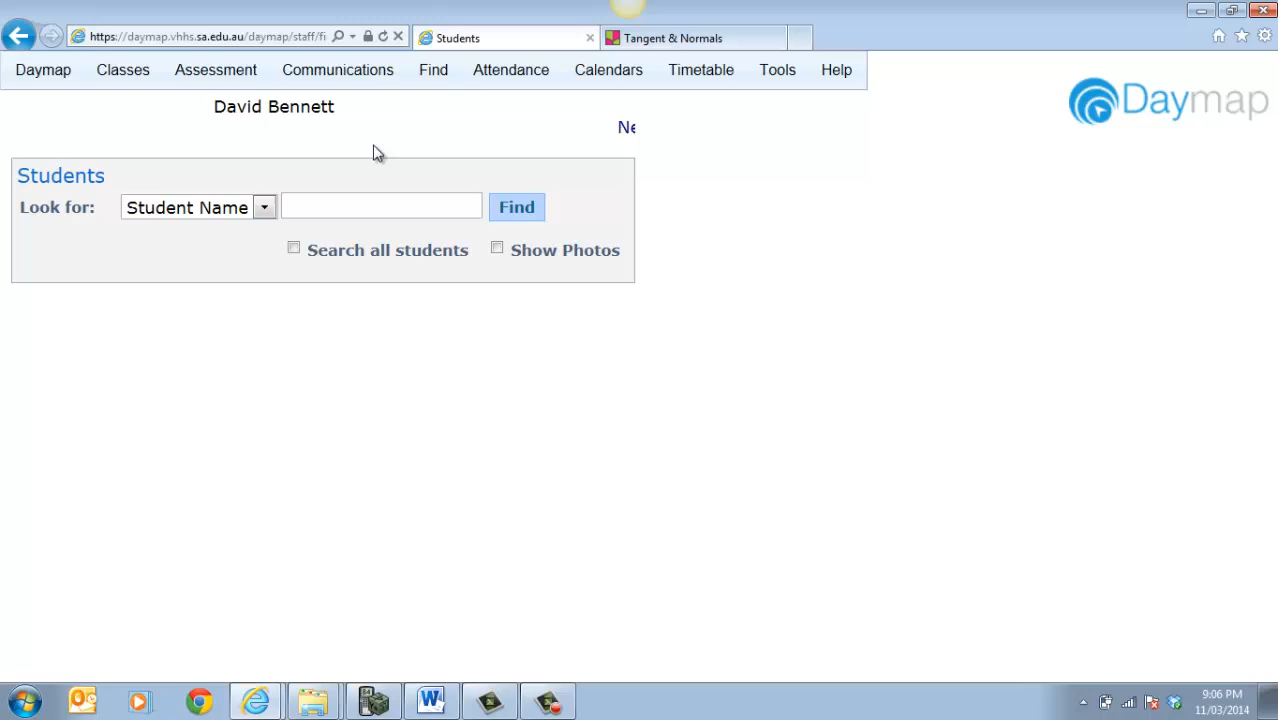 https://daymap.vhhs.sa.edu.au/daymap/staff/fi
Students
Tangent & Normals
Daymap Classes Assessment Communications Find Attendance Calendars Timetable Tools Help
Daymap
David Bennett
Ne
Students
Look for: Student Name Find
Search all students Show Photos
9:06 PM
11/03/2014